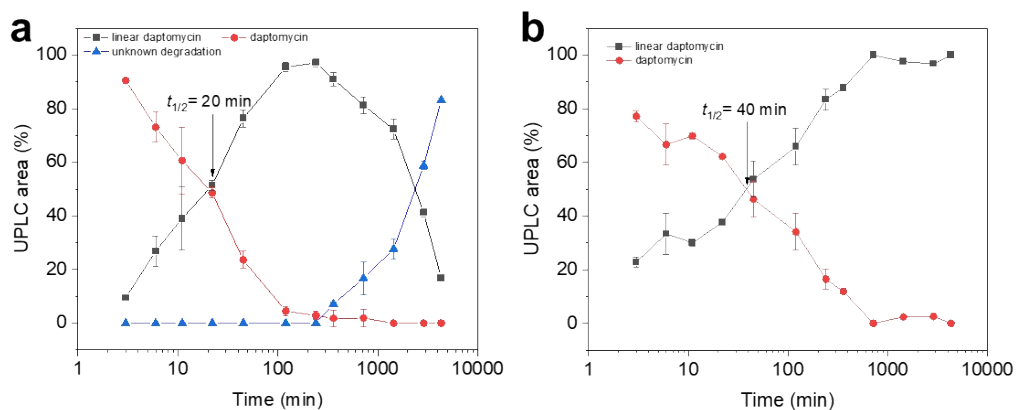 a
linear daptomycin daptomycin
unknown degradation
100
80
60
40
20
0
t1/2 = 20 min
UPLC area (%)
1 10 100 1000 10000
Time (min)
b
linear daptomycin
daptomycin
100
80
60
40
20
0
t1/2 = 40 min
UPLC area (%)
1 10 100 1000 10000
Time (min)